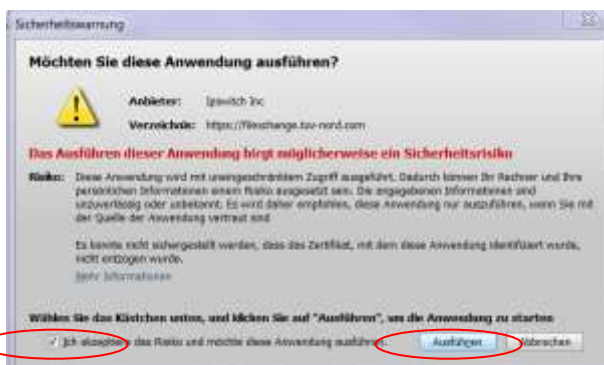 Sicherheitswarnung
Möchten Sie diese Anwendung ausführen?
Anbieter: Ipswitch Inc
Verzeichnis: https://filexchange.tuv-nord.com
Das Ausführen dieser Anwendung birgt möglicherweise ein Sicherheitsrisiko
Risiko: Diese Anwendung wird mit uneingeschränktem Zugriff ausgeführt. Dadurch können Ihr Rechner und Ihre
persönlichen Informationen einem Risiko ausgesetzt sein. Die angegebenen Informationen sind
unzuverlässig oder unbekannt. Es wird daher empfohlen, diese Anwendung nur auszuführen, wenn Sie mit
der Quelle der Anwendung vertraut sind
Es konnte nicht sichergestellt werden, dass das Zertifikat, mit dem diese Anwendung identifiziert wurde,
nicht entzogen wurde.
Mehr Informationen
Wählen Sie das Kästchen unten, und klicken Sie auf "Ausführen", um die Anwendung zu starten
Ich akzeptiere das Risiko und möchte diese Anwendung ausführen. Ausführen Abbrechen